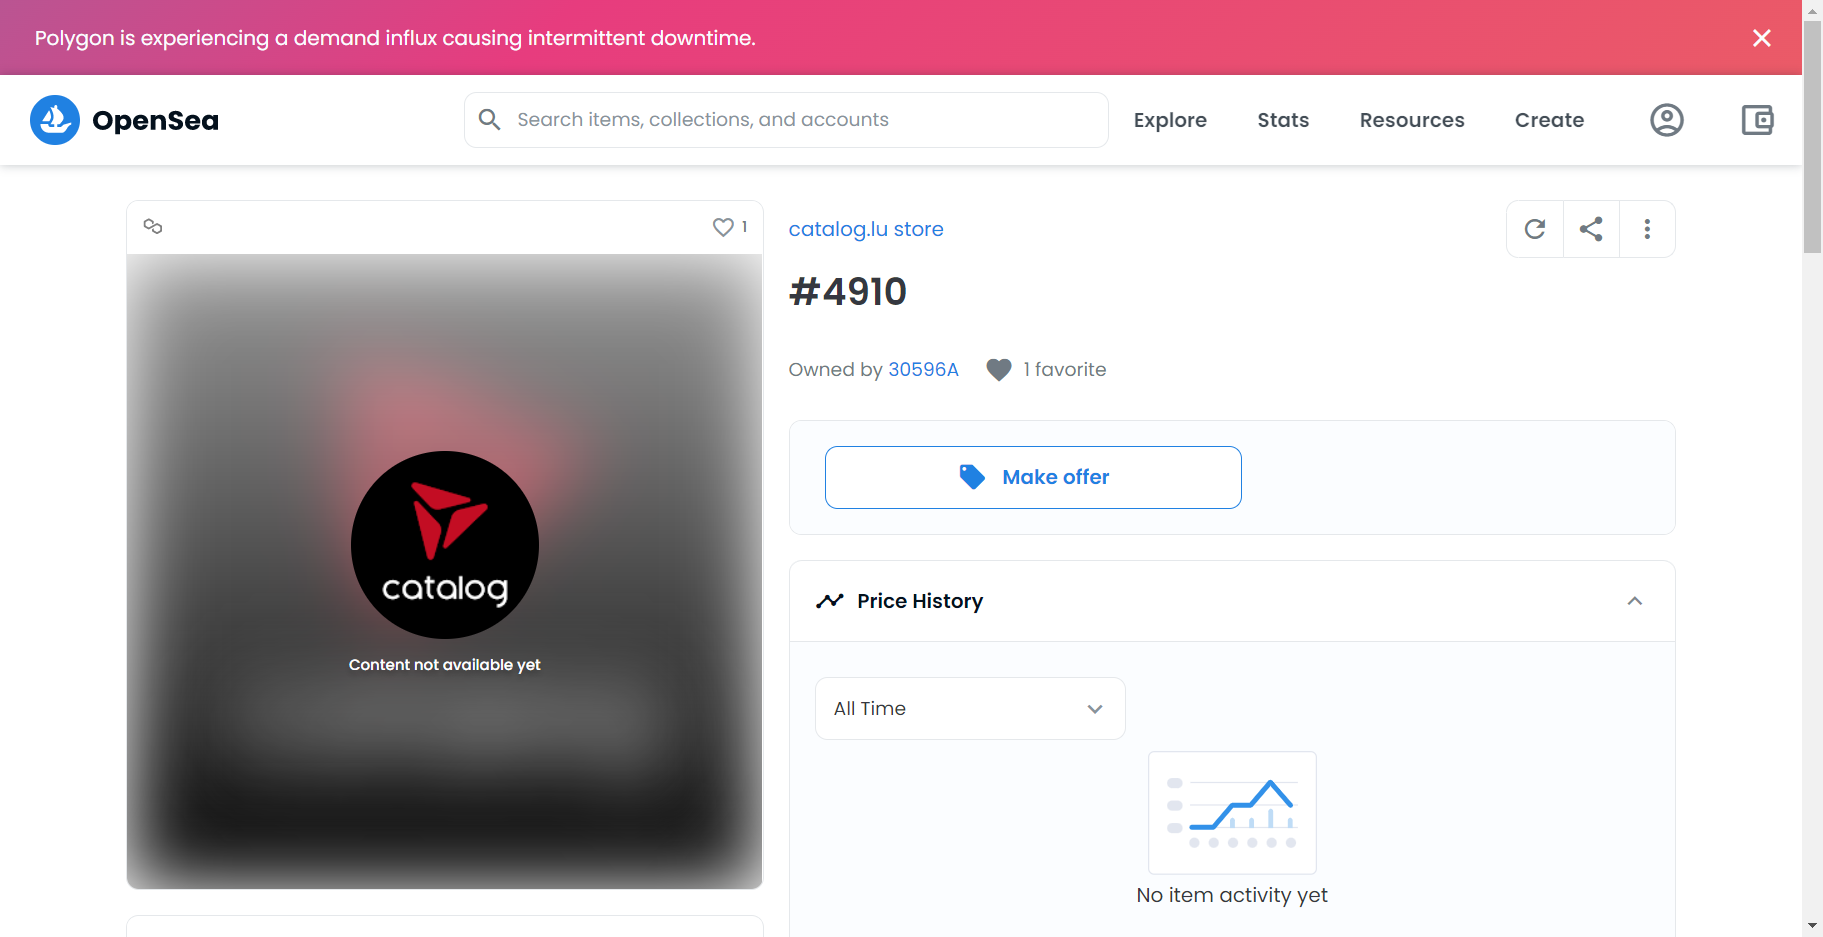 Polygon is experiencing a demand influx causing intermittent downtime.
OpenSea
Search items, collections, and accounts
Explore
Stats
Resources
Create
1
catalog
Content not available yet
catalog.lu store
#4910
Owned by 30596A
1 favorite
Make offer
Price History
All Time
No item activity yet